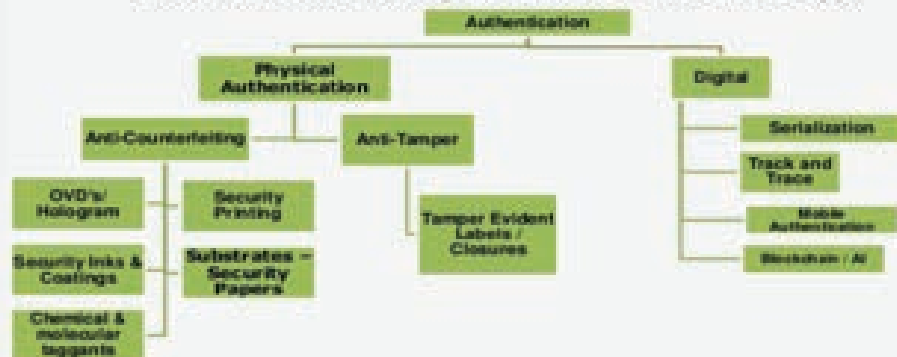 Authentication
Physical
Authentication
Digital
Anti-Counterfeiting
Anti-Tamper
OVD's/
Hologram
Security
Printing
Security Inks &
Coatings
Substrates –
Security
Papers
Chemical &
molecular
taggants
Tamper Evident
Labels /
Closures
Serialization
Track and
Trace
Mobile
Authentication
Blockchain / AI